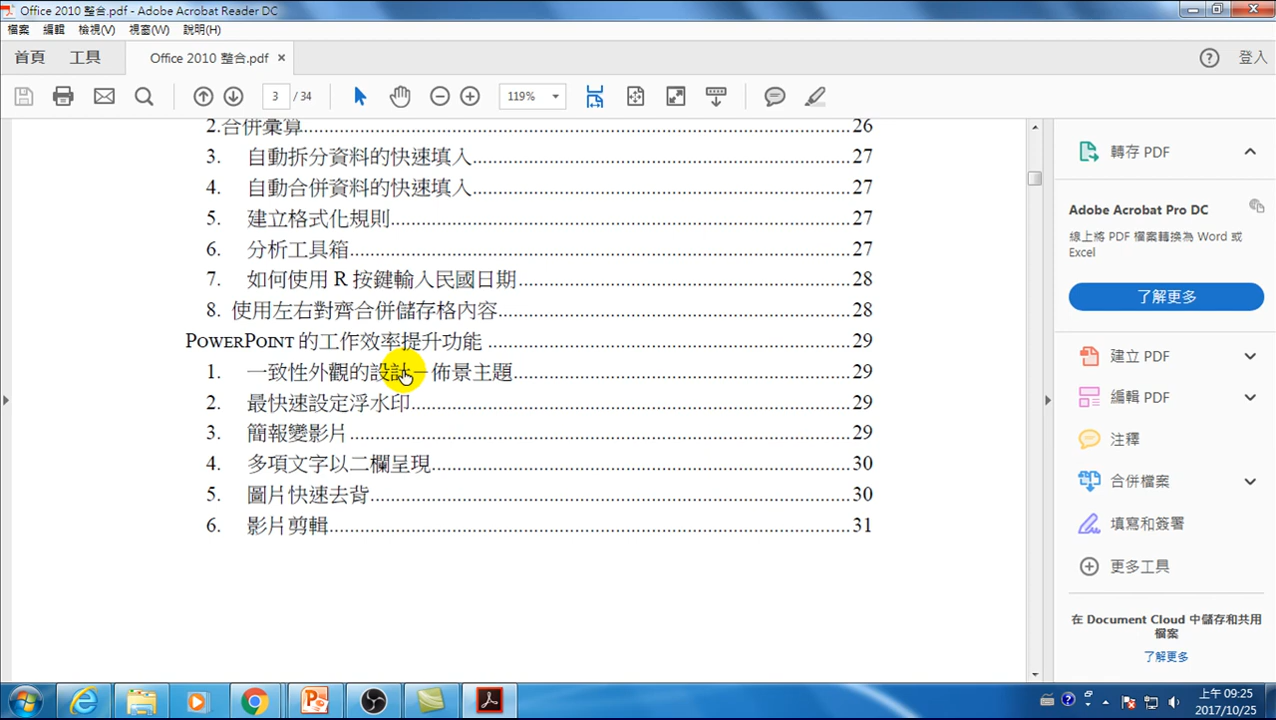 Office 2010 整合.pdf - Adobe Acrobat Reader DC
檔案 編輯 檢視(V) 視窗(W) 說明(H)
首頁 工具 Office 2010 整合.pdf × 登入
3 / 34 119%
2.合併彙算 26
3. 自動拆分資料的快速填入 27
4. 自動合併資料的快速填入 27
5. 建立格式化規則 27
6. 分析工具箱 27
7. 如何使用 R 按鍵輸入民國日期 28
8. 使用左右對齊合併儲存格內容 28
POWERPOINT 的工作效率提升功能 29
1. 一致性外觀的設計－佈景主題 29
2. 最快速設定浮水印 29
3. 簡報變影片 29
4. 多項文字以二欄呈現 30
5. 圖片快速去背 30
6. 影片剪輯 31
轉存 PDF
Adobe Acrobat Pro DC
線上將 PDF 檔案轉換為 Word 或
Excel
了解更多
建立 PDF
編輯 PDF
注釋
合併檔案
填寫和簽署
更多工具
在 Document Cloud 中儲存和共用
檔案
了解更多
上午 09:25
2017/10/25